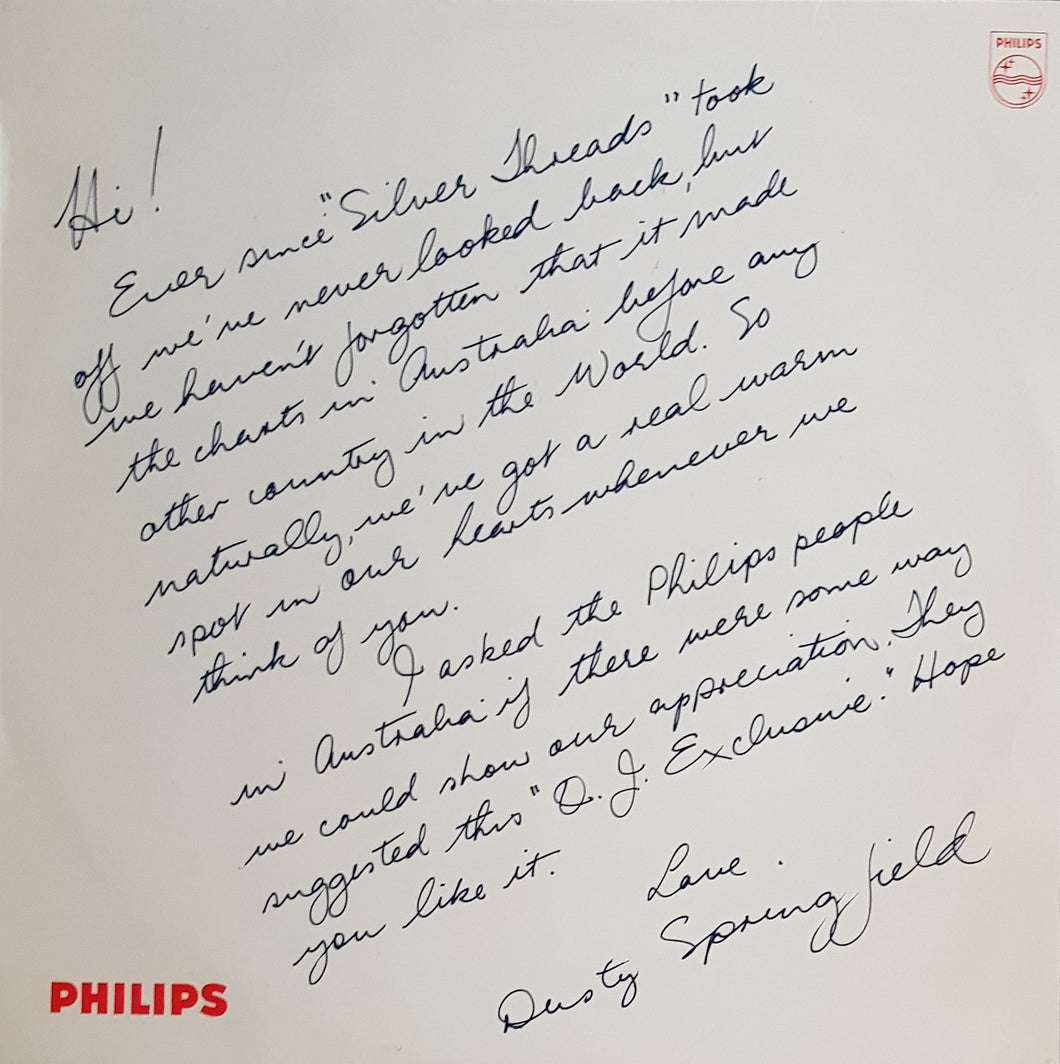 PHILIPS
Hi!
Ever since "Silver Threads" took
off we've never looked back, but
we haven't forgotten that it made
the charts in Australia before any
other country in the World. So
naturally, we've got a real warm
spot in our hearts whenever we
think of you.
I asked the Philips people
in Australia if there were some way
we could show our appreciation. They
suggested this "D. J. Exclusive." Hope
you like it.
Love.
Dusty Springfield
PHILIPS